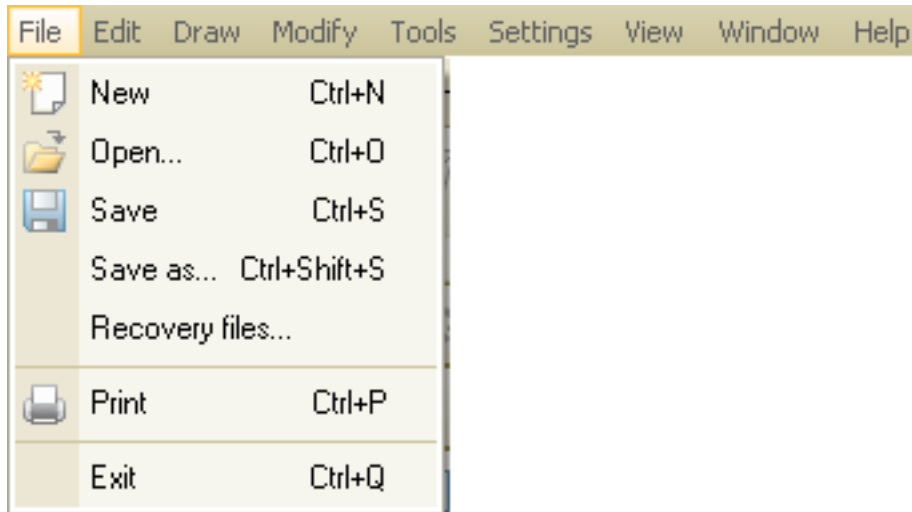 File Edit Draw Modify Tools Settings View Window Help
New Ctrl+N
Open... Ctrl+O
Save Ctrl+S
Save as... Ctrl+Shift+S
Recovery files...
Print Ctrl+P
Exit Ctrl+Q